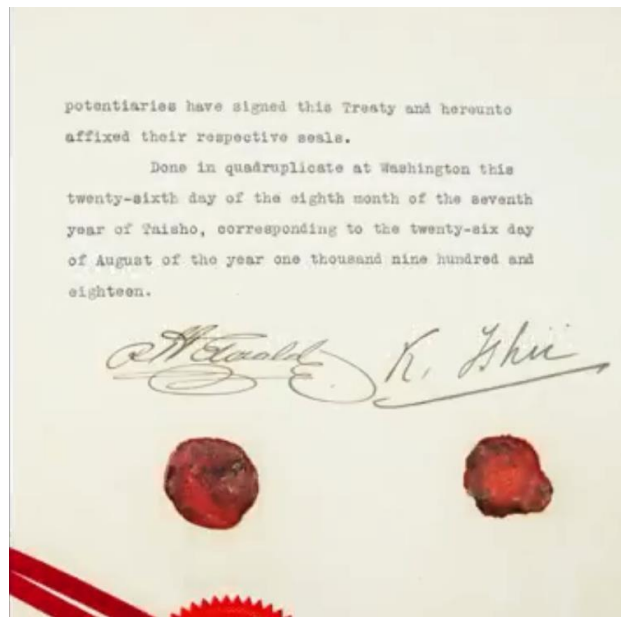 potentiaries have signed this Treaty and hereunto
affixed their respective seals.
Done in quadruplicate at Washington this
twenty-sixth day of the eighth month of the seventh
year of Taisho, corresponding to the twenty-six day
of August of the year one thousand nine hundred and
eighteen.
K. Ishii